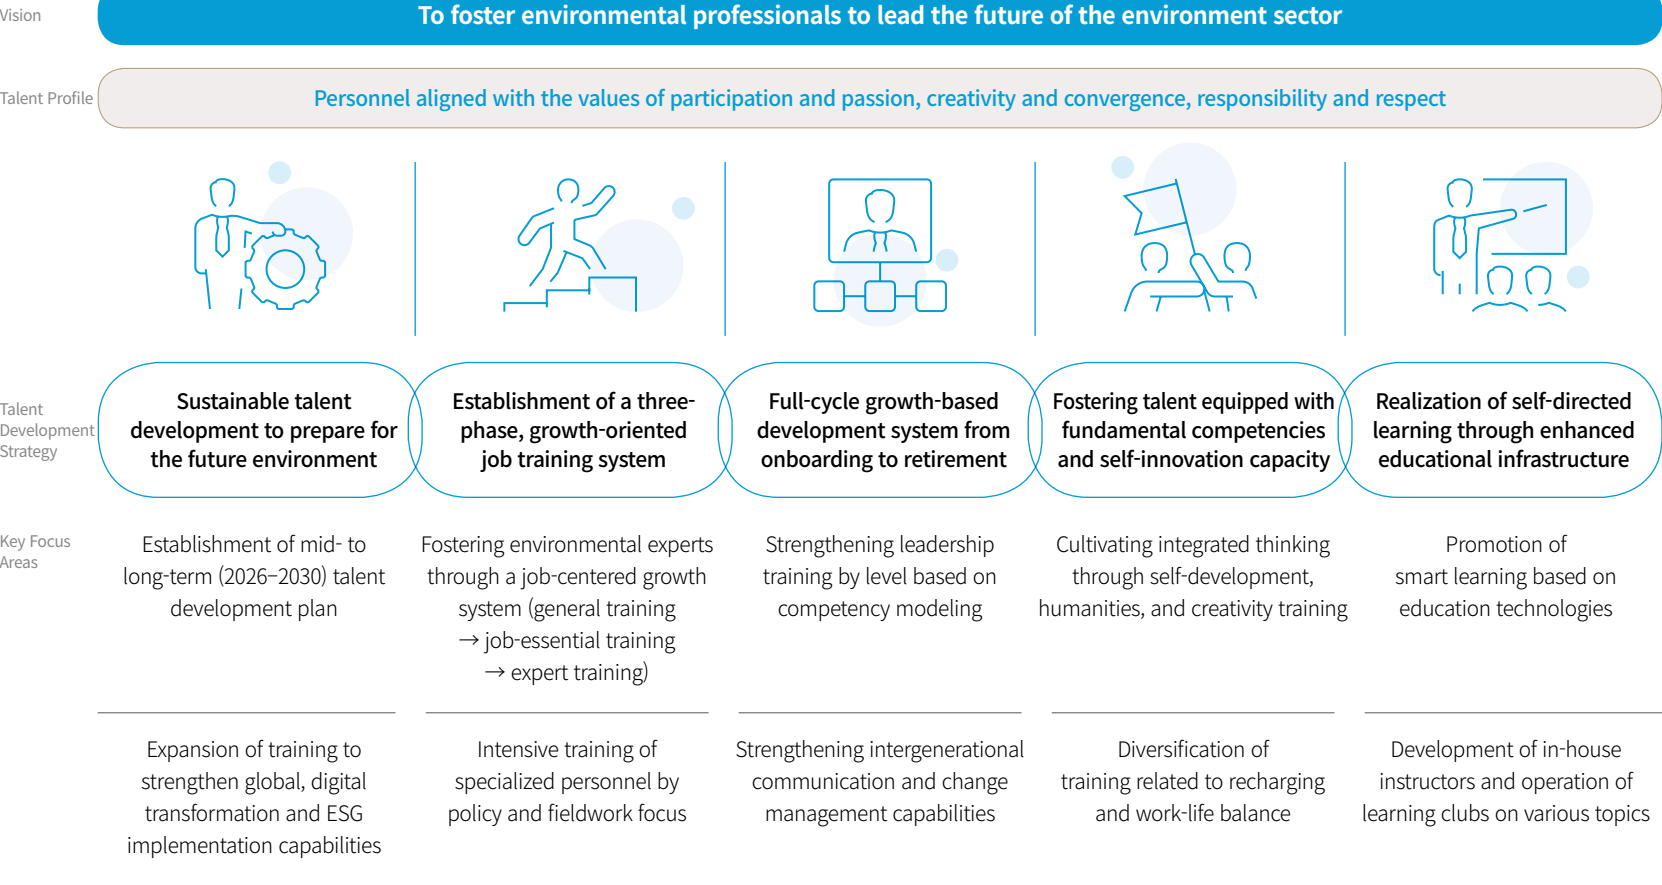 Vision
To foster environmental professionals to lead the future of the environment sector
Talent Profile
Personnel aligned with the values of participation and passion, creativity and convergence, responsibility and respect
Talent
Development
Strategy
Sustainable talent
development to prepare for
the future environment
Establishment of a three-
phase, growth-oriented
job training system
Full-cycle growth-based
development system from
onboarding to retirement
Fostering talent equipped with
fundamental competencies
and self-innovation capacity
Realization of self-directed
learning through enhanced
educational infrastructure
Key Focus
Areas
Establishment of mid- to
long-term (2026–2030) talent
development plan
Fostering environmental experts
through a job-centered growth
system (general training
→ job-essential training
→ expert training)
Strengthening leadership
training by level based on
competency modeling
Cultivating integrated thinking
through self-development,
humanities, and creativity training
Promotion of
smart learning based on
education technologies
Expansion of training to
strengthen global, digital
transformation and ESG
implementation capabilities
Intensive training of
specialized personnel by
policy and fieldwork focus
Strengthening intergenerational
communication and change
management capabilities
Diversification of
training related to recharging
and work-life balance
Development of in-house
instructors and operation of
learning clubs on various topics